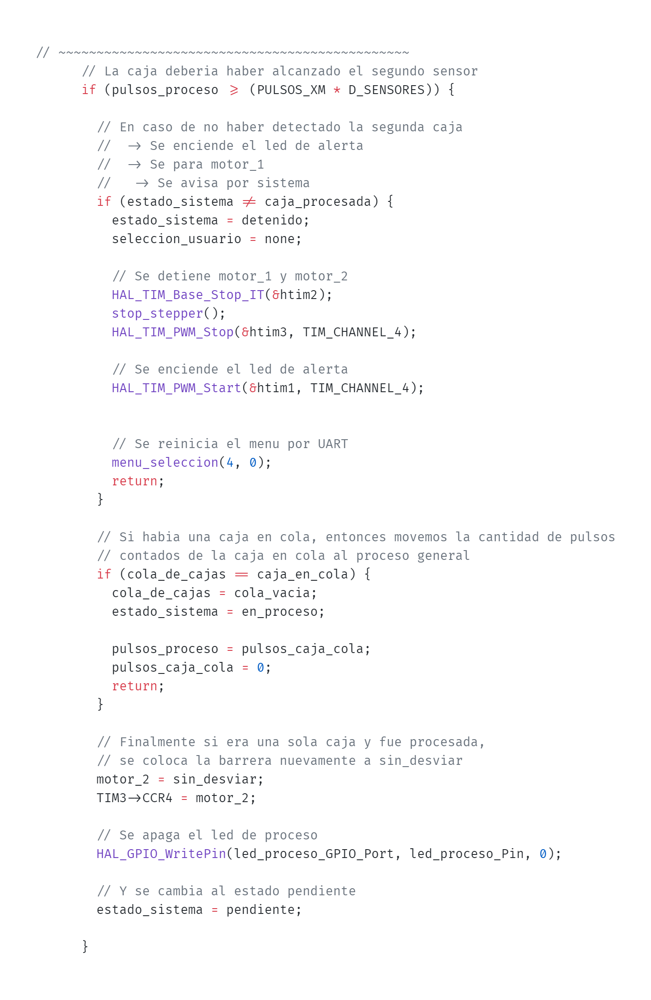 // ~~~~~~~~~~~~~~~~~~~~~~~~~~~~~~~~~~~~~~~~~~~~~~
// La caja deberia haber alcanzado el segundo sensor
if (pulsos_proceso >= (PULSOS_XM * D_SENSORES)) {
// En caso de no haber detectado la segunda caja
//  -> Se enciende el led de alerta
//  -> Se para motor_1
//   -> Se avisa por sistema
if (estado_sistema != caja_procesada) {
estado_sistema = detenido;
seleccion_usuario = none;
// Se detiene motor_1 y motor_2
HAL_TIM_Base_Stop_IT(&htim2);
stop_stepper();
HAL_TIM_PWM_Stop(&htim3, TIM_CHANNEL_4);
// Se enciende el led de alerta
HAL_TIM_PWM_Start(&htim1, TIM_CHANNEL_4);
// Se reinicia el menu por UART
menu_seleccion(4, 0);
return;
}
// Si habia una caja en cola, entonces movemos la cantidad de pulsos
// contados de la caja en cola al proceso general
if (cola_de_cajas == caja_en_cola) {
cola_de_cajas = cola_vacia;
estado_sistema = en_proceso;
pulsos_proceso = pulsos_caja_cola;
pulsos_caja_cola = 0;
return;
}
// Finalmente si era una sola caja y fue procesada,
// se coloca la barrera nuevamente a sin_desviar
motor_2 = sin_desviar;
TIM3->CCR4 = motor_2;
// Se apaga el led de proceso
HAL_GPIO_WritePin(led_proceso_GPIO_Port, led_proceso_Pin, 0);
// Y se cambia al estado pendiente
estado_sistema = pendiente;
}